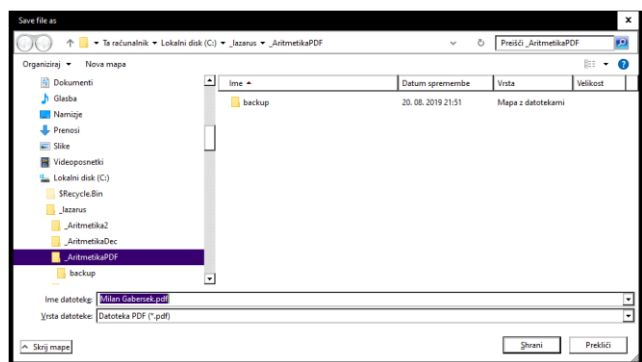 Save file as
x
Ta računalnik Lokalni disk (C:) _lazarus _AritmetikaPDF
Preišči _AritmetikaPDF
Organiziraj Nova mapa
Dokumenti
Glasba
Namizje
Prenosi
Slike
Videoposnetki
Lokalni disk (C:)
$Recycle.Bin
_lazarus
_Aritmetika2
_AritmetikaDec
_AritmetikaPDF
backup
Ime Datum spremembe Vrsta Velikost
backup 20. 08. 2019 21:51 Mapa z datotekami
Ime datoteke: Milan Gabersek.pdf
Vrsta datoteke: Datoteka PDF (*.pdf)
Skrij mape
Shrani Prekliči